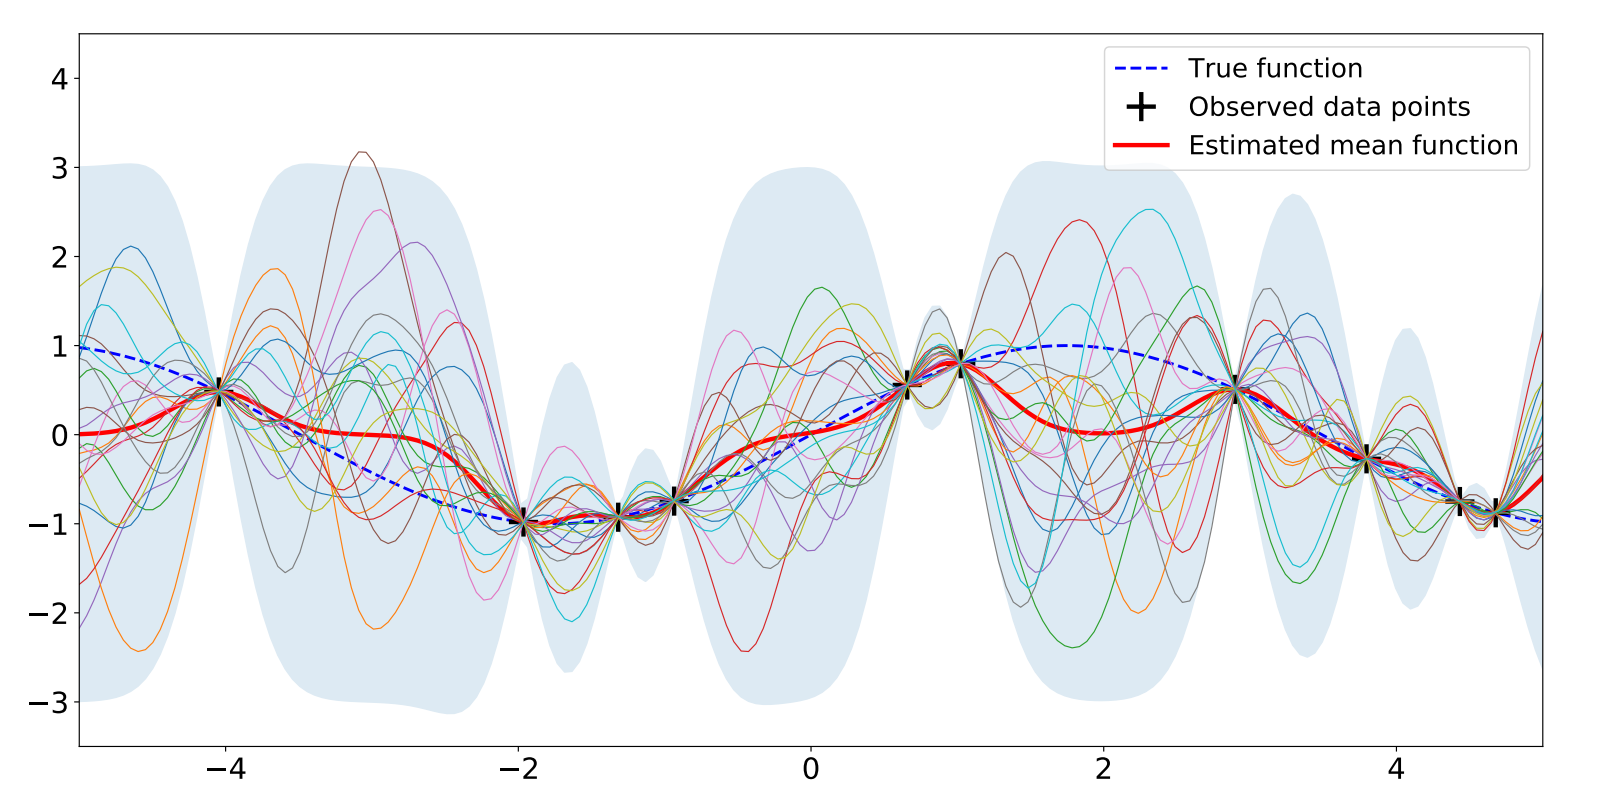 True function
Observed data points
Estimated mean function
4
3
2
1
0
−1
−2
−3
−4 −2 0 2 4